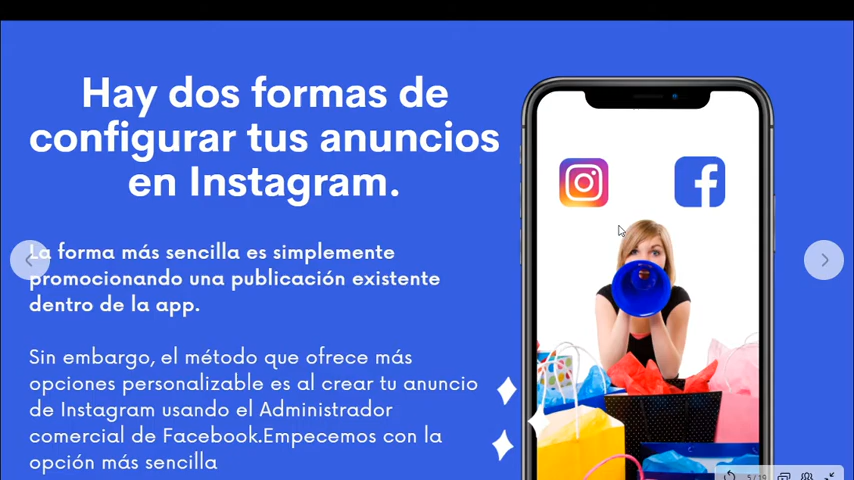 Hay dos formas de
configurar tus anuncios
en Instagram.
La forma más sencilla es simplemente
promocionando una publicación existente
dentro de la app.
Sin embargo, el método que ofrece más
opciones personalizable es al crear tu anuncio
de Instagram usando el Administrador
comercial de Facebook.Empecemos con la
opción más sencilla
5/19